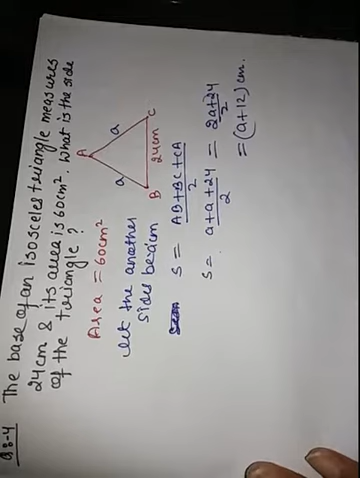 Q:-4 The base of an isosceles triangle measures
24cm & its area is 60cm². What is the side
of the triangle ?
A
a
a
B
24cm
C
Area = 60cm²
let the another
sides be a cm
S = AB+BC+CA / 2
S = a+a+24 / 2 = 2a+24 / 2
= (a+12) cm.